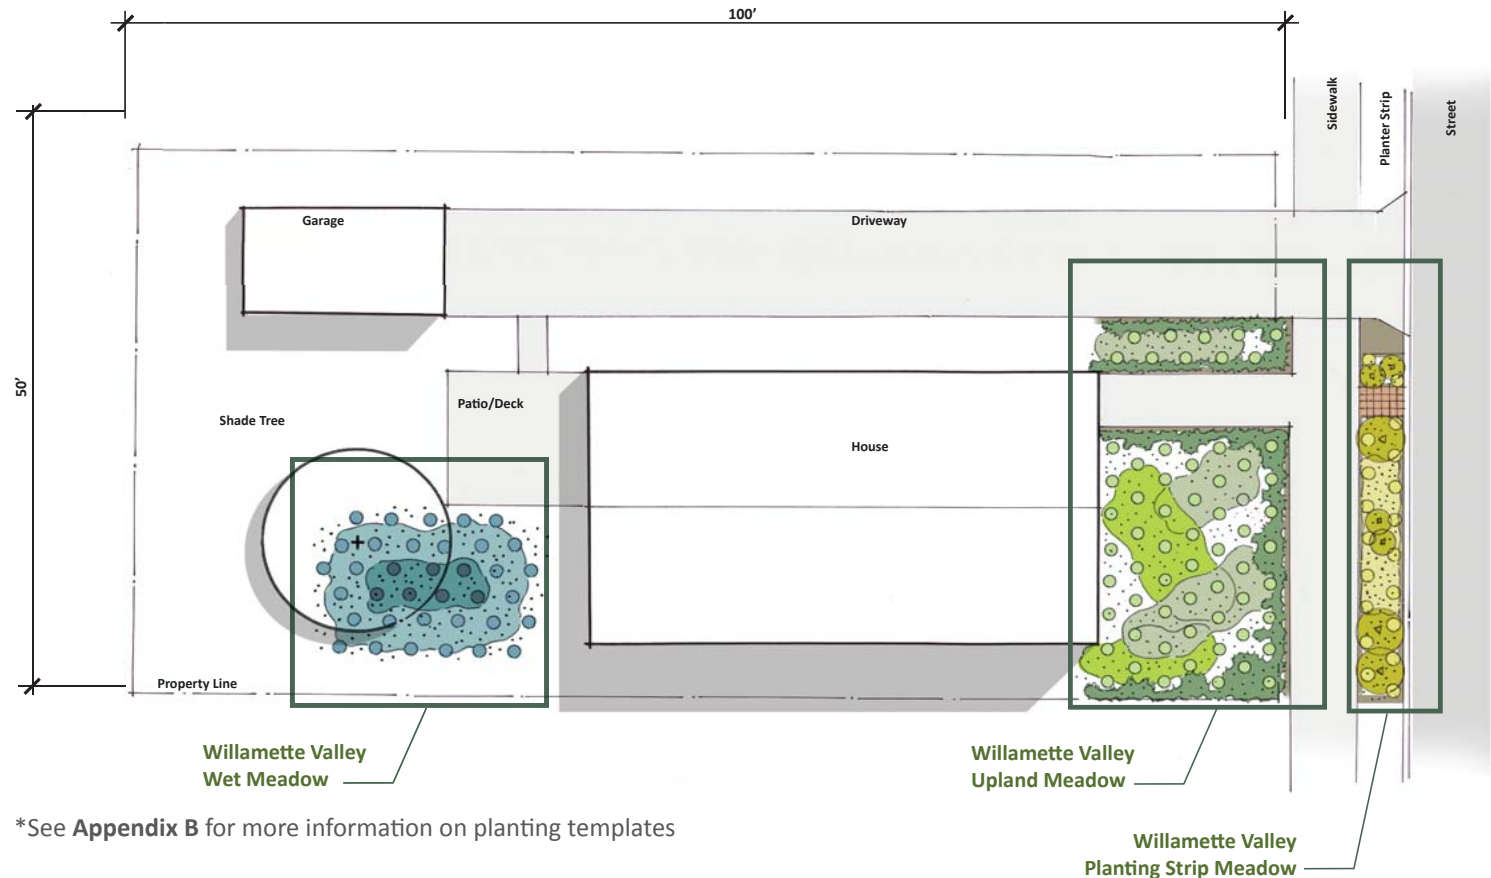 100’
Sidewalk
Planter Strip
Street
Garage
Driveway
50’
Patio/Deck
Shade Tree
House
Property Line
Willamette Valley
Wet Meadow
Willamette Valley
Upland Meadow
*See Appendix B for more information on planting templates
Willamette Valley
Planting Strip Meadow